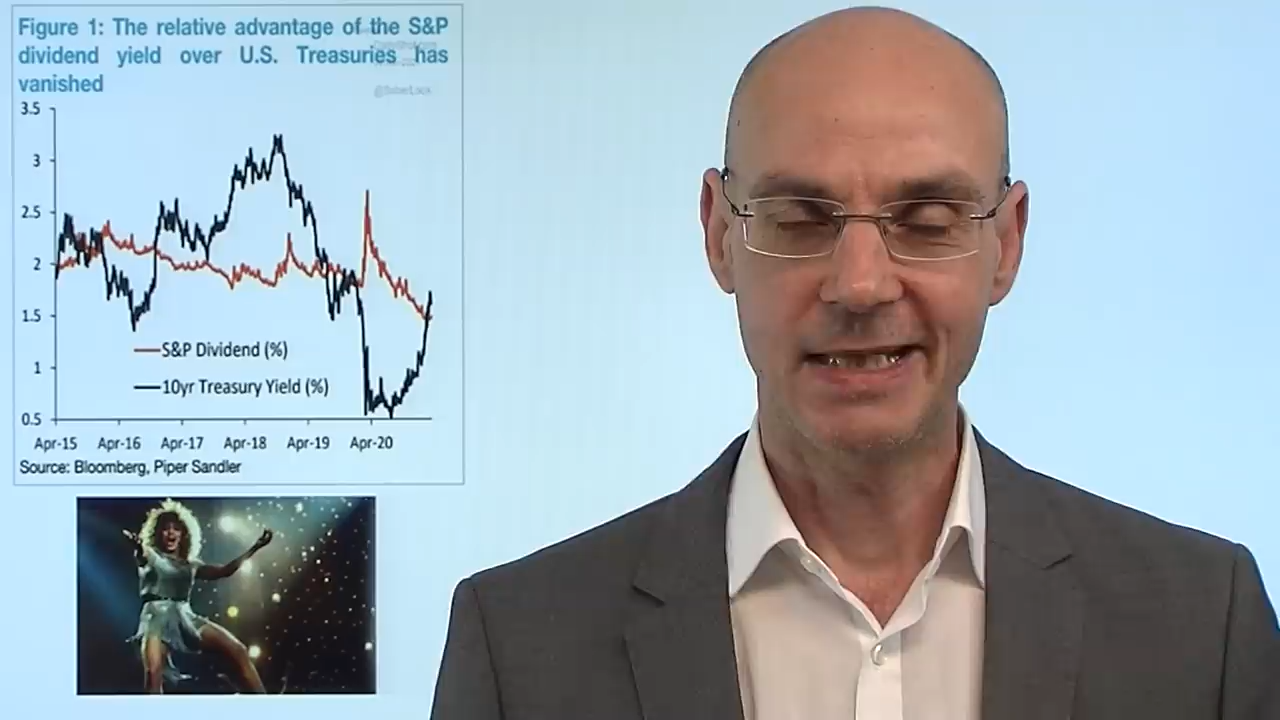 Figure 1: The relative advantage of the S&P
dividend yield over U.S. Treasuries has
vanished
@SoberLook
3.5
3
2.5
2
1.5
1
0.5
S&P Dividend (%)
10yr Treasury Yield (%)
Apr-15 Apr-16 Apr-17 Apr-18 Apr-19 Apr-20
Source: Bloomberg, Piper Sandler